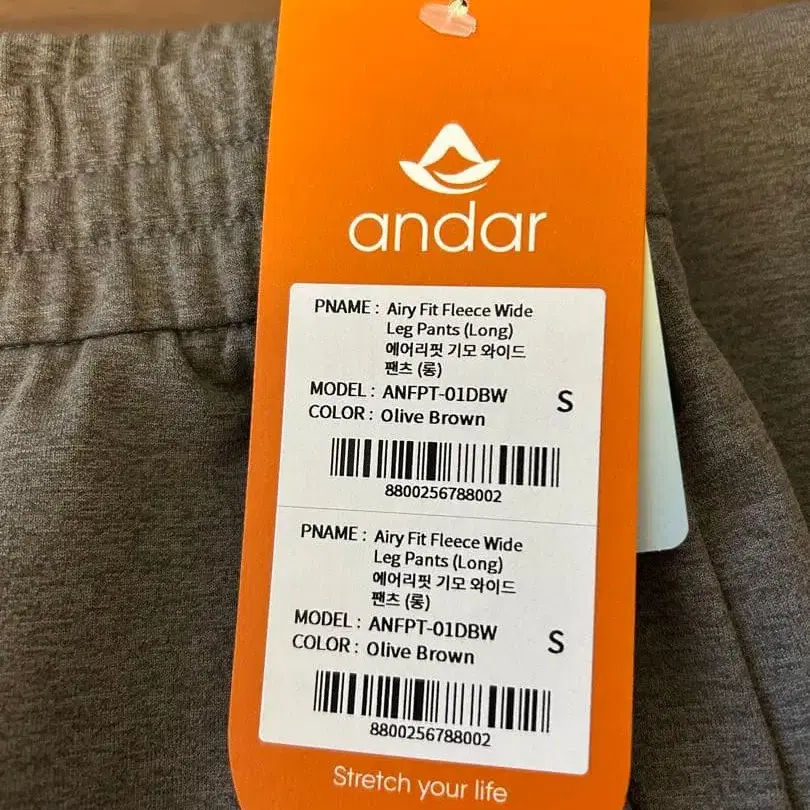 andar
PNAME : Airy Fit Fleece Wide
Leg Pants (Long)
에어리핏 기모 와이드
팬츠 (롱)
MODEL : ANFPT-01DBW S
COLOR : Olive Brown
8800256788002
PNAME : Airy Fit Fleece Wide
Leg Pants (Long)
에어리핏 기모 와이드
팬츠 (롱)
MODEL : ANFPT-01DBW S
COLOR : Olive Brown
8800256788002
Stretch your life